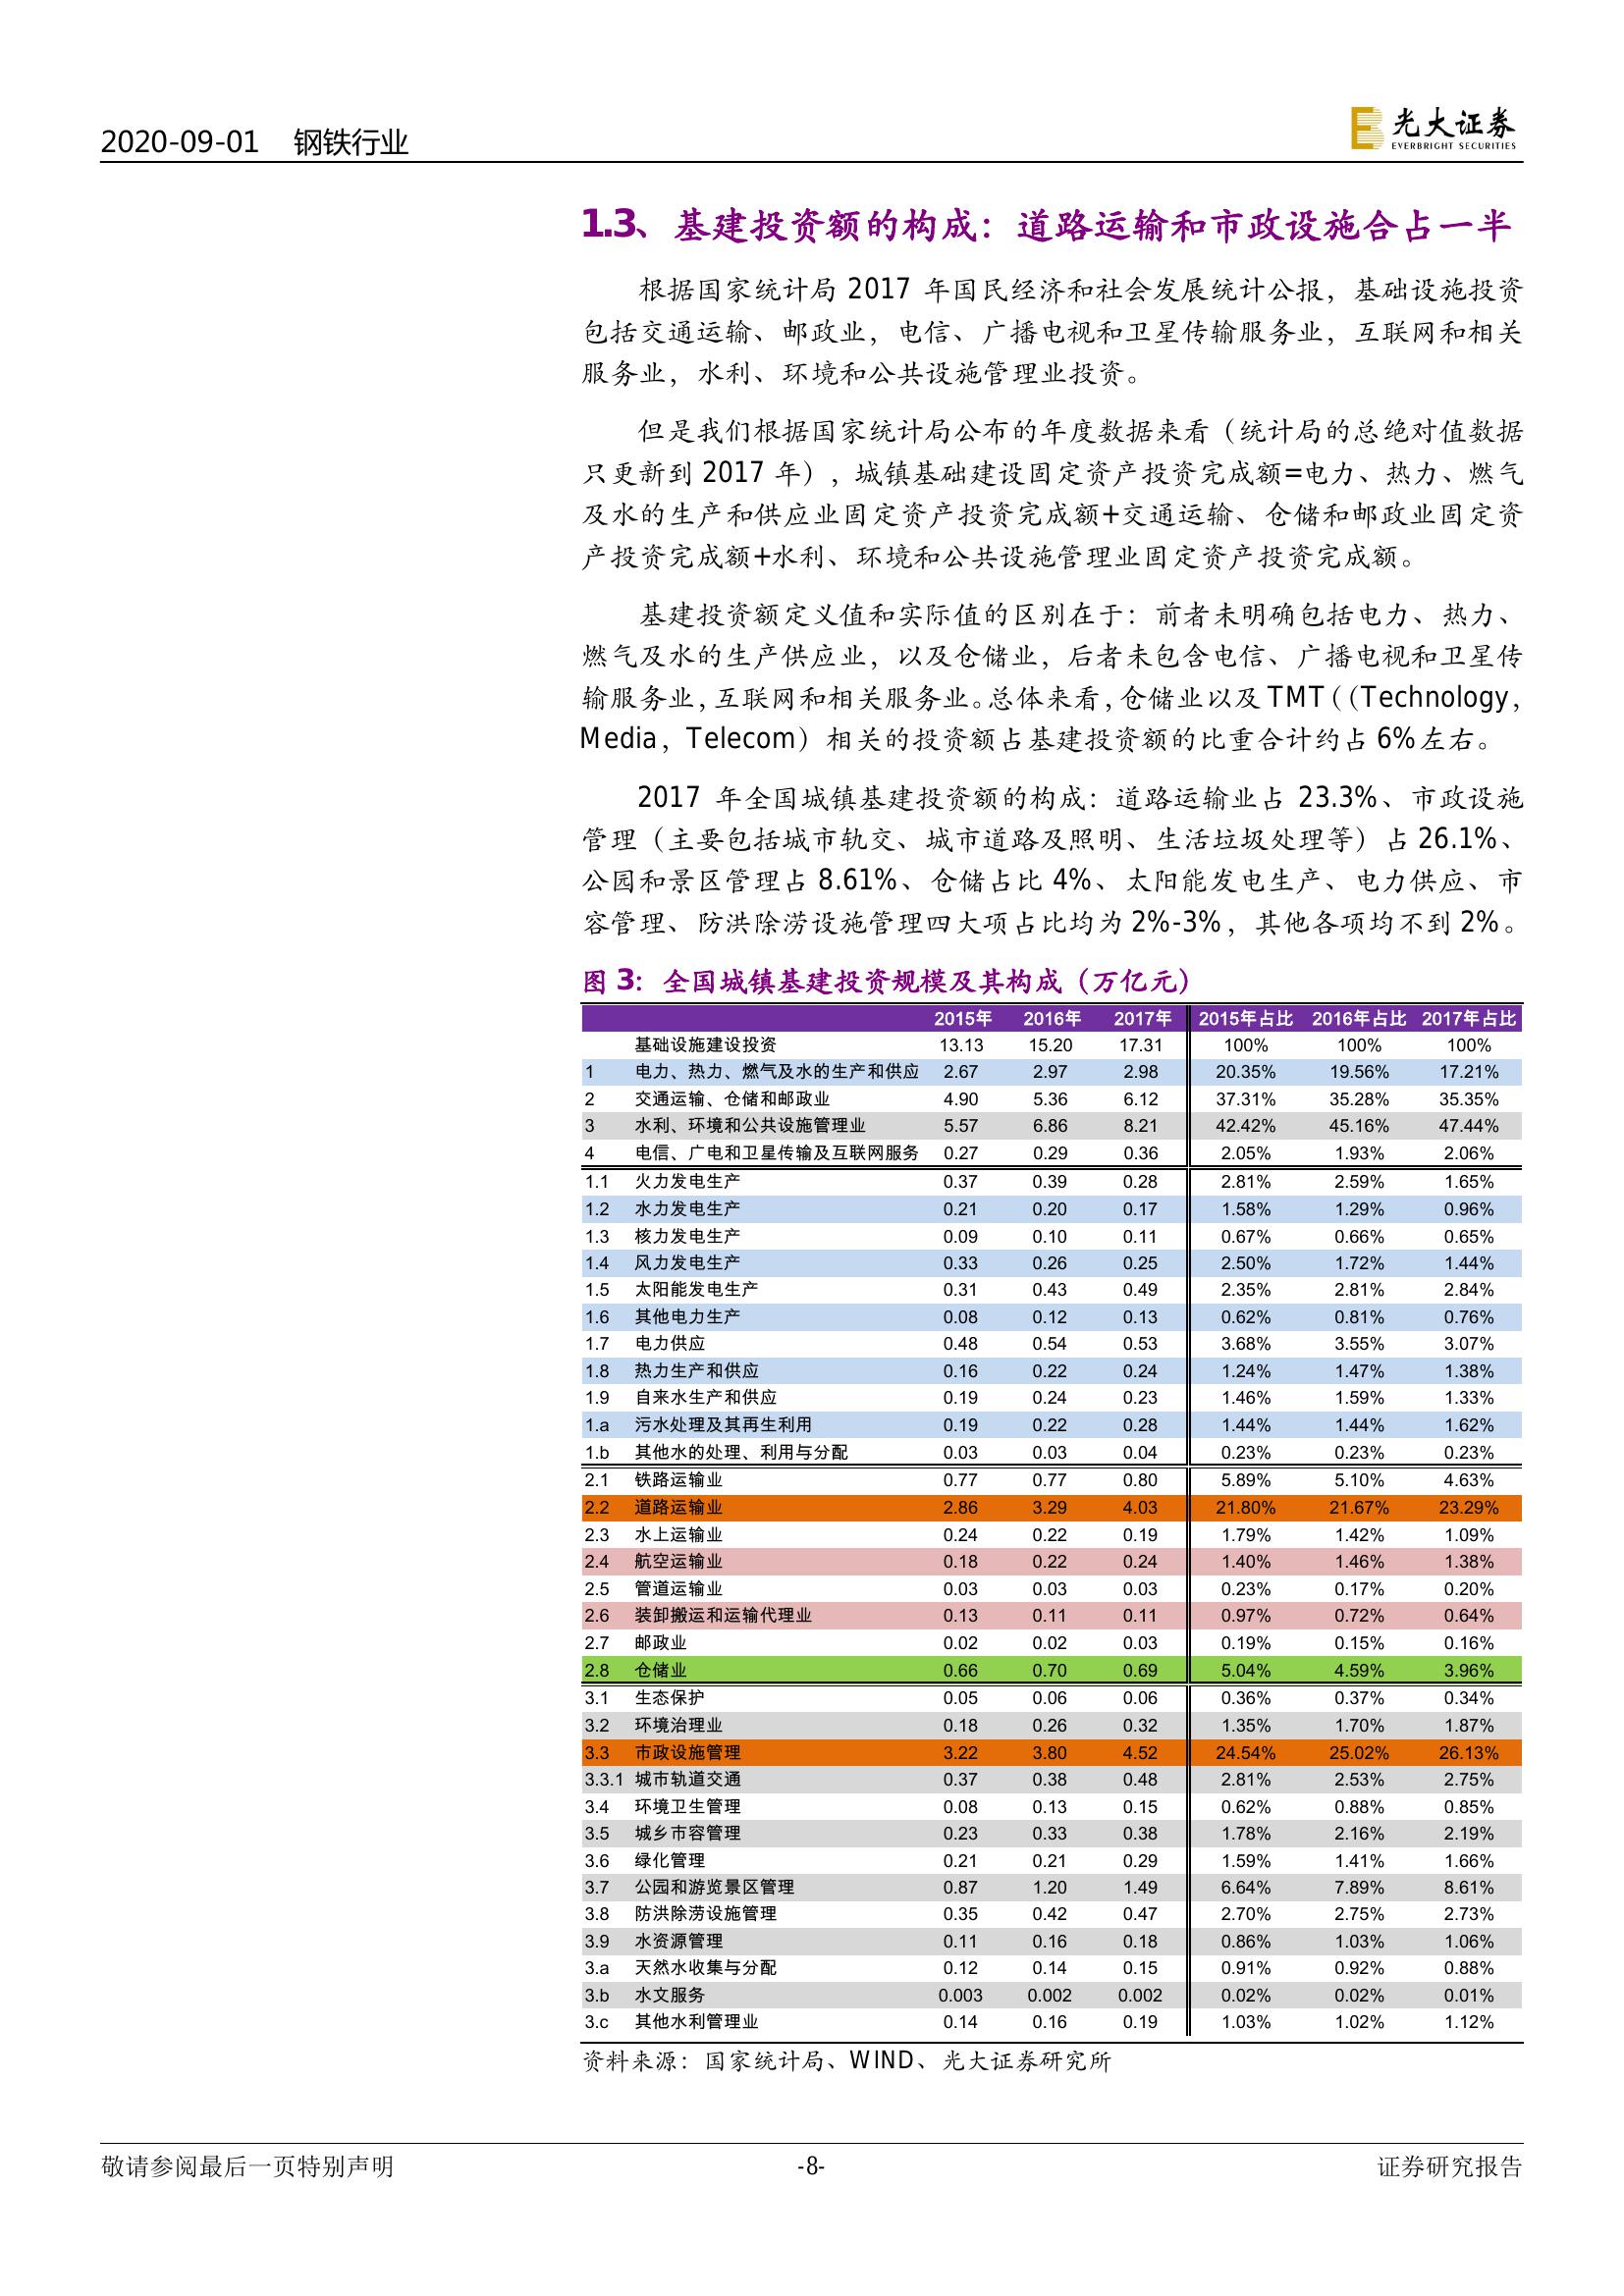 2020-09-01 钢铁行业
光大证券
EVERBRIGHT SECURITIES
1.3、基建投资额的构成：道路运输和市政设施合占一半
根据国家统计局 2017 年国民经济和社会发展统计公报，基础设施投资
包括交通运输、邮政业，电信、广播电视和卫星传输服务业，互联网和相关
服务业，水利、环境和公共设施管理业投资。
但是我们根据国家统计局公布的年度数据来看（统计局的总绝对值数据
只更新到 2017 年），城镇基础建设固定资产投资完成额=电力、热力、燃气
及水的生产和供应业固定资产投资完成额+交通运输、仓储和邮政业固定资
产投资完成额+水利、环境和公共设施管理业固定资产投资完成额。
基建投资额定义值和实际值的区别在于：前者未明确包括电力、热力、
燃气及水的生产供应业，以及仓储业，后者未包含电信、广播电视和卫星传
输服务业，互联网和相关服务业。总体来看，仓储业以及 TMT（（Technology，
Media，Telecom）相关的投资额占基建投资额的比重合计约占 6%左右。
2017 年全国城镇基建投资额的构成：道路运输业占 23.3%、市政设施
管理（主要包括城市轨交、城市道路及照明、生活垃圾处理等）占 26.1%、
公园和景区管理占 8.61%、仓储占比 4%、太阳能发电生产、电力供应、市
容管理、防洪除涝设施管理四大项占比均为 2%-3%，其他各项均不到 2%。
图 3：全国城镇基建投资规模及其构成（万亿元）
2015年 2016年 2017年 2015年占比 2016年占比 2017年占比
基础设施建设投资 13.13 15.20 17.31 100% 100% 100%
1 电力、热力、燃气及水的生产和供应 2.67 2.97 2.98 20.35% 19.56% 17.21%
2 交通运输、仓储和邮政业 4.90 5.36 6.12 37.31% 35.28% 35.35%
3 水利、环境和公共设施管理业 5.57 6.86 8.21 42.42% 45.16% 47.44%
4 电信、广电和卫星传输及互联网服务 0.27 0.29 0.36 2.05% 1.93% 2.06%
1.1 火力发电生产 0.37 0.39 0.28 2.81% 2.59% 1.65%
1.2 水力发电生产 0.21 0.20 0.17 1.58% 1.29% 0.96%
1.3 核力发电生产 0.09 0.10 0.11 0.67% 0.66% 0.65%
1.4 风力发电生产 0.33 0.26 0.25 2.50% 1.72% 1.44%
1.5 太阳能发电生产 0.31 0.43 0.49 2.35% 2.81% 2.84%
1.6 其他电力生产 0.08 0.12 0.13 0.62% 0.81% 0.76%
1.7 电力供应 0.48 0.54 0.53 3.68% 3.55% 3.07%
1.8 热力生产和供应 0.16 0.22 0.24 1.24% 1.47% 1.38%
1.9 自来水生产和供应 0.19 0.24 0.23 1.46% 1.59% 1.33%
1.a 污水处理及其再生利用 0.19 0.22 0.28 1.44% 1.44% 1.62%
1.b 其他水的处理、利用与分配 0.03 0.03 0.04 0.23% 0.23% 0.23%
2.1 铁路运输业 0.77 0.77 0.80 5.89% 5.10% 4.63%
2.2 道路运输业 2.86 3.29 4.03 21.80% 21.67% 23.29%
2.3 水上运输业 0.24 0.22 0.19 1.79% 1.42% 1.09%
2.4 航空运输业 0.18 0.22 0.24 1.40% 1.46% 1.38%
2.5 管道运输业 0.03 0.03 0.03 0.23% 0.17% 0.20%
2.6 装卸搬运和运输代理业 0.13 0.11 0.11 0.97% 0.72% 0.64%
2.7 邮政业 0.02 0.02 0.03 0.19% 0.15% 0.16%
2.8 仓储业 0.66 0.70 0.69 5.04% 4.59% 3.96%
3.1 生态保护 0.05 0.06 0.06 0.36% 0.37% 0.34%
3.2 环境治理业 0.18 0.26 0.32 1.35% 1.70% 1.87%
3.3 市政设施管理 3.22 3.80 4.52 24.54% 25.02% 26.13%
3.3.1 城市轨道交通 0.37 0.38 0.48 2.81% 2.53% 2.75%
3.4 环境卫生管理 0.08 0.13 0.15 0.62% 0.88% 0.85%
3.5 城乡市容管理 0.23 0.33 0.38 1.78% 2.16% 2.19%
3.6 绿化管理 0.21 0.21 0.29 1.59% 1.41% 1.66%
3.7 公园和游览景区管理 0.87 1.20 1.49 6.64% 7.89% 8.61%
3.8 防洪除涝设施管理 0.35 0.42 0.47 2.70% 2.75% 2.73%
3.9 水资源管理 0.11 0.16 0.18 0.86% 1.03% 1.06%
3.a 天然水收集与分配 0.12 0.14 0.15 0.91% 0.92% 0.88%
3.b 水文服务 0.003 0.002 0.002 0.02% 0.02% 0.01%
3.c 其他水利管理业 0.14 0.16 0.19 1.03% 1.02% 1.12%
资料来源：国家统计局、WIND、光大证券研究所
敬请参阅最后一页特别声明 -8- 证券研究报告